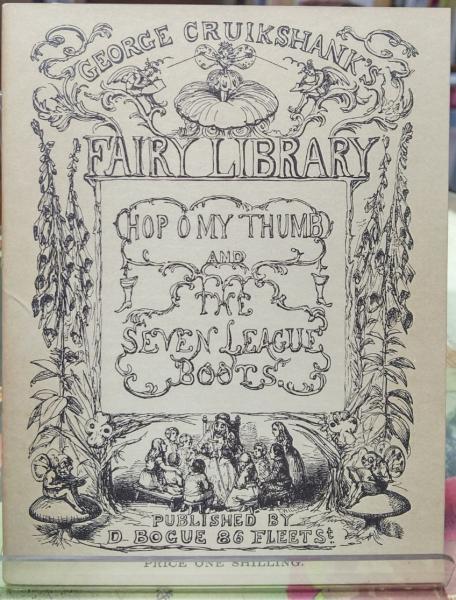 GEORGE CRUIKSHANK'S
FAIRY LIBRARY
HOP O MY THUMB
AND
THE
SEVEN LEAGUE
BOOTS.
PUBLISHED BY
D. BOGUE 86 FLEET St.
PRICE ONE SHILLING.